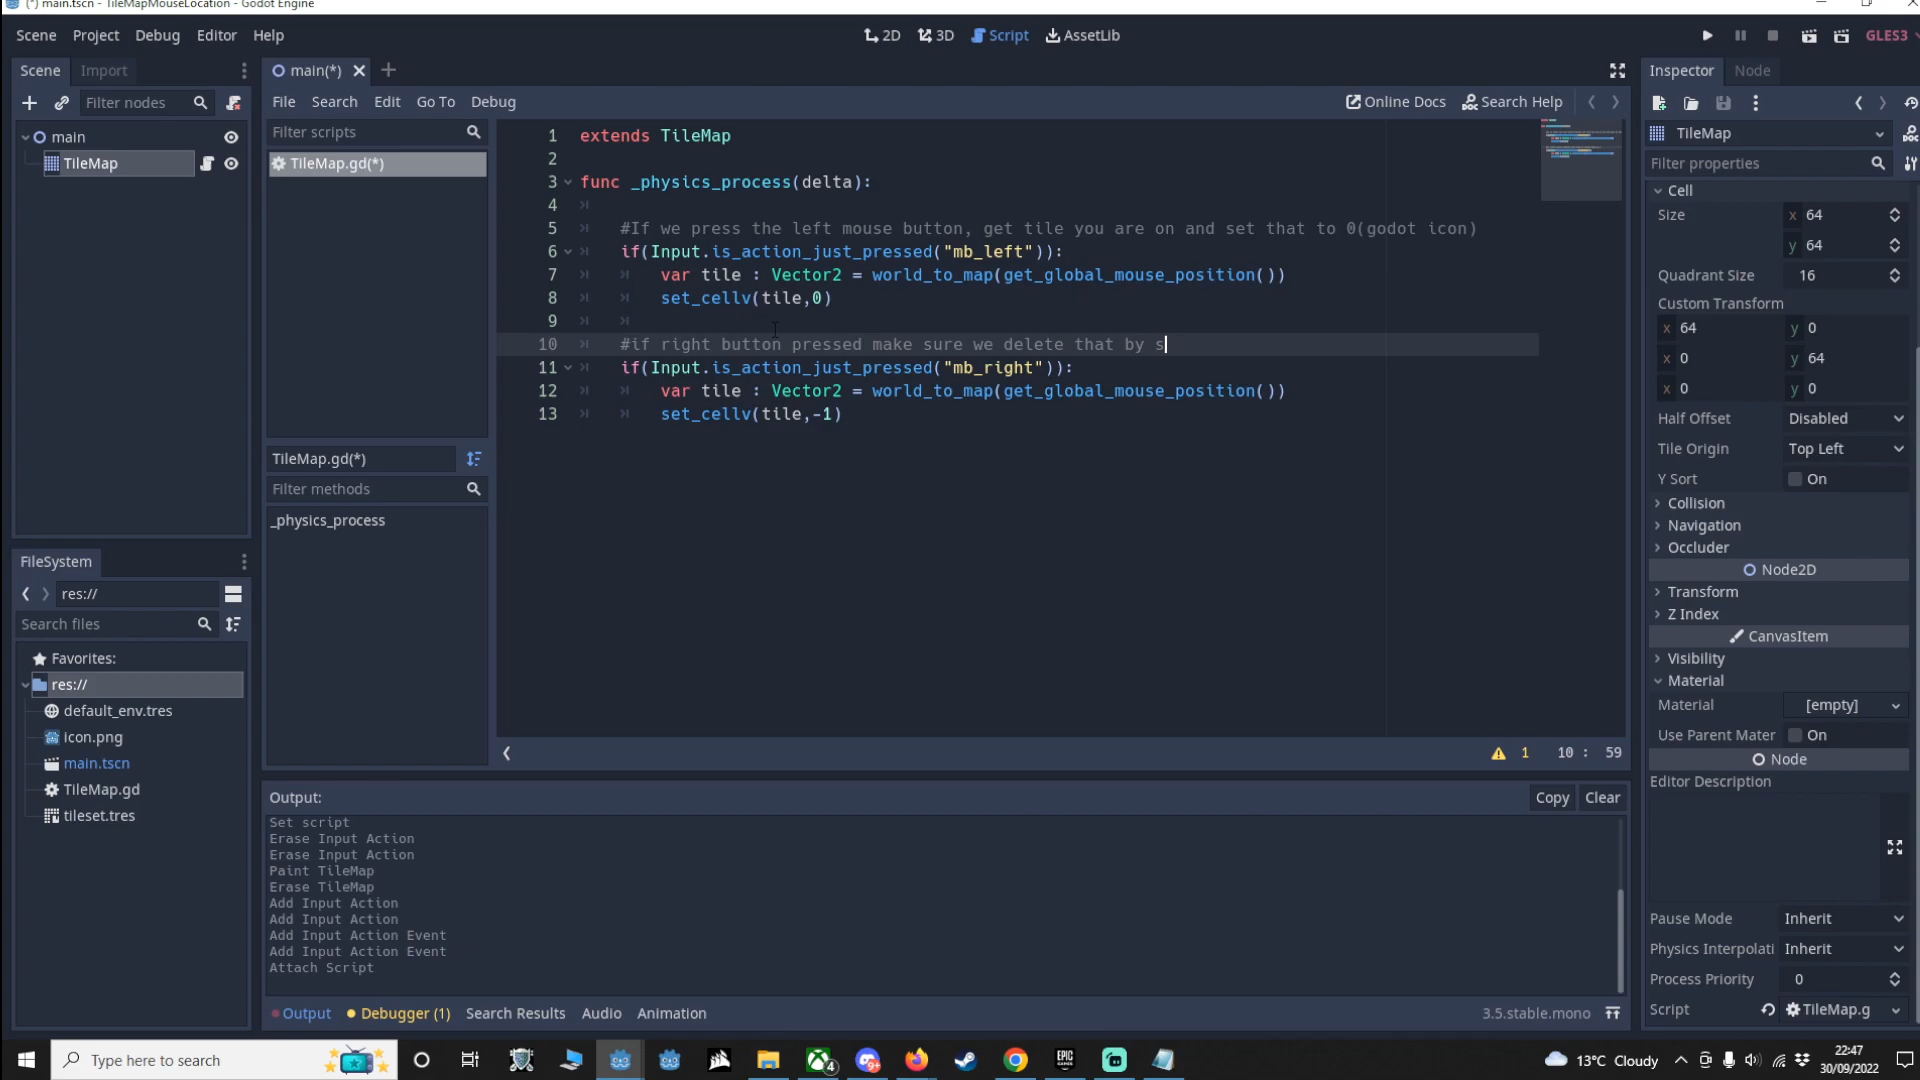 (*) main.tscn - TileMapMouseLocation - Godot Engine
Scene Project Debug Editor Help
2D 3D Script AssetLib
GLES3
Scene Import
Filter nodes
main
TileMap
main(*)
File Search Edit Go To Debug
Online Docs Search Help
Filter scripts
TileMap.gd(*)
TileMap.gd(*)
Filter methods
_physics_process
1 extends TileMap
2
3 func _physics_process(delta):
4
5 #If we press the left mouse button, get tile you are on and set that to 0(godot icon)
6 if(Input.is_action_just_pressed("mb_left")):
7 var tile : Vector2 = world_to_map(get_global_mouse_position())
8 set_cellv(tile,0)
9
10 #if right button pressed make sure we delete that by s
11 if(Input.is_action_just_pressed("mb_right")):
12 var tile : Vector2 = world_to_map(get_global_mouse_position())
13 set_cellv(tile,-1)
1 10 : 59
FileSystem
res://
Search files
Favorites:
res://
default_env.tres
icon.png
main.tscn
TileMap.gd
tileset.tres
Output:
Copy Clear
Set script
Erase Input Action
Erase Input Action
Paint TileMap
Erase TileMap
Add Input Action
Add Input Action
Add Input Action Event
Add Input Action Event
Attach Script
Output Debugger (1) Search Results Audio Animation
3.5.stable.mono
Inspector Node
TileMap
Filter properties
Cell
Size x 64
y 64
Quadrant Size 16
Custom Transform
x 64 y 0
x 0 y 64
x 0 y 0
Half Offset Disabled
Tile Origin Top Left
Y Sort On
Collision
Navigation
Occluder
Node2D
Transform
Z Index
CanvasItem
Visibility
Material
Material [empty]
Use Parent Mater On
Node
Editor Description
Pause Mode Inherit
Physics Interpolati Inherit
Process Priority 0
Script TileMap.g
Type here to search
4
9+
EPIC GAMES
13°C Cloudy
22:47
30/09/2022